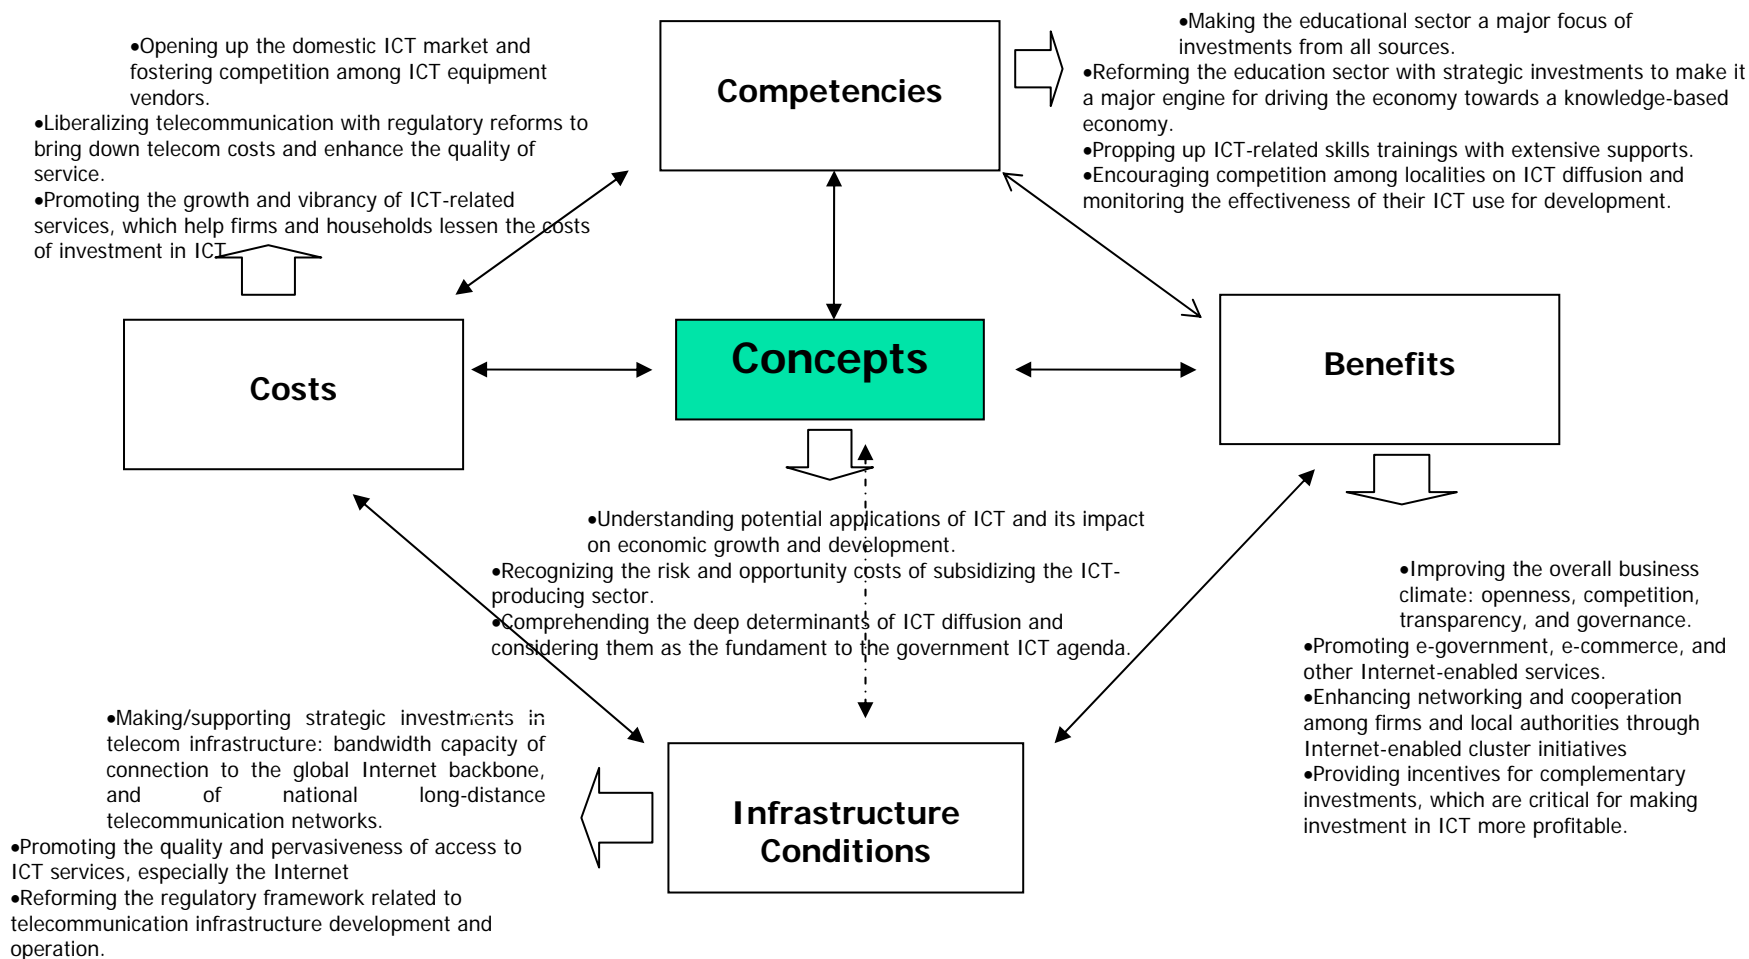 •Opening up the domestic ICT market and
fostering competition among ICT equipment
vendors.
•Liberalizing telecommunication with regulatory reforms to
bring down telecom costs and enhance the quality of
service.
•Promoting the growth and vibrancy of ICT-related
services, which help firms and households lessen the costs
of investment in ICT
Competencies
•Making the educational sector a major focus of
investments from all sources.
•Reforming the education sector with strategic investments to make it
a major engine for driving the economy towards a knowledge-based
economy.
•Propping up ICT-related skills trainings with extensive supports.
•Encouraging competition among localities on ICT diffusion and
monitoring the effectiveness of their ICT use for development.
Costs
Concepts
Benefits
•Understanding potential applications of ICT and its impact
on economic growth and development.
•Recognizing the risk and opportunity costs of subsidizing the ICT-
producing sector.
•Comprehending the deep determinants of ICT diffusion and
considering them as the fundament to the government ICT agenda.
•Improving the overall business
climate: openness, competition,
transparency, and governance.
•Promoting e-government, e-commerce, and
other Internet-enabled services.
•Enhancing networking and cooperation
among firms and local authorities through
Internet-enabled cluster initiatives
•Providing incentives for complementary
investments, which are critical for making
investment in ICT more profitable.
•Making/supporting strategic investments in
telecom infrastructure: bandwidth capacity of
connection to the global Internet backbone,
and of national long-distance
telecommunication networks.
•Promoting the quality and pervasiveness of access to
ICT services, especially the Internet
•Reforming the regulatory framework related to
telecommunication infrastructure development and
operation.
Infrastructure
Conditions